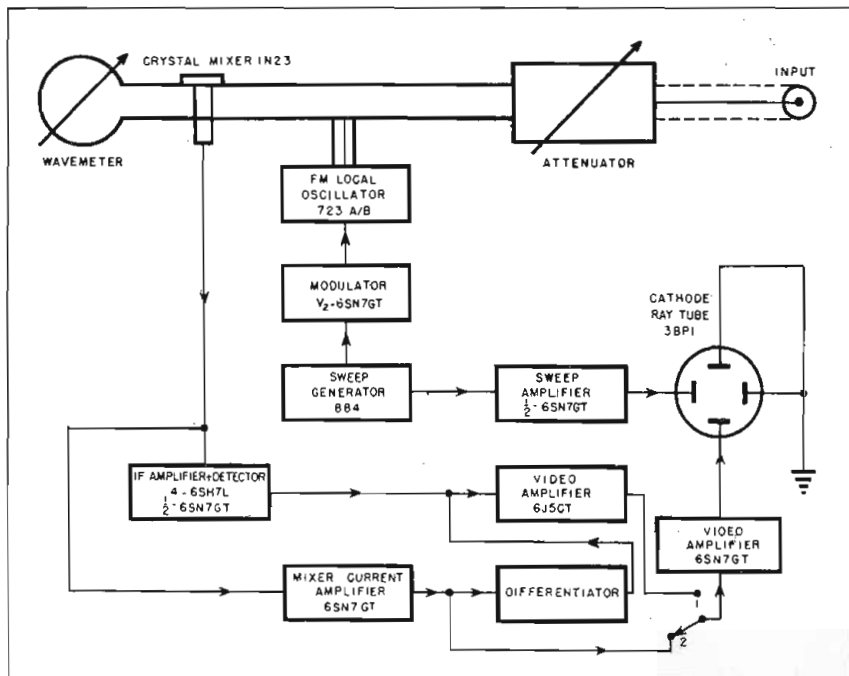 CRYSTAL MIXER IN23
INPUT
WAVEMETER
ATTENUATOR
FM LOCAL
OSCILLATOR
723 A/B
MODULATOR
V2-6SN7GT
CATHODE
RAY TUBE
3BP1
SWEEP
GENERATOR
884
SWEEP
AMPLIFIER
1/2-6SN7GT
IF AMPLIFIER+DETECTOR
4-6SH7L
1/2-6SN7GT
VIDEO
AMPLIFIER
6J5GT
VIDEO
AMPLIFIER
6SN7GT
MIXER CURRENT
AMPLIFIER
6SN7GT
DIFFERENTIATOR
1
2